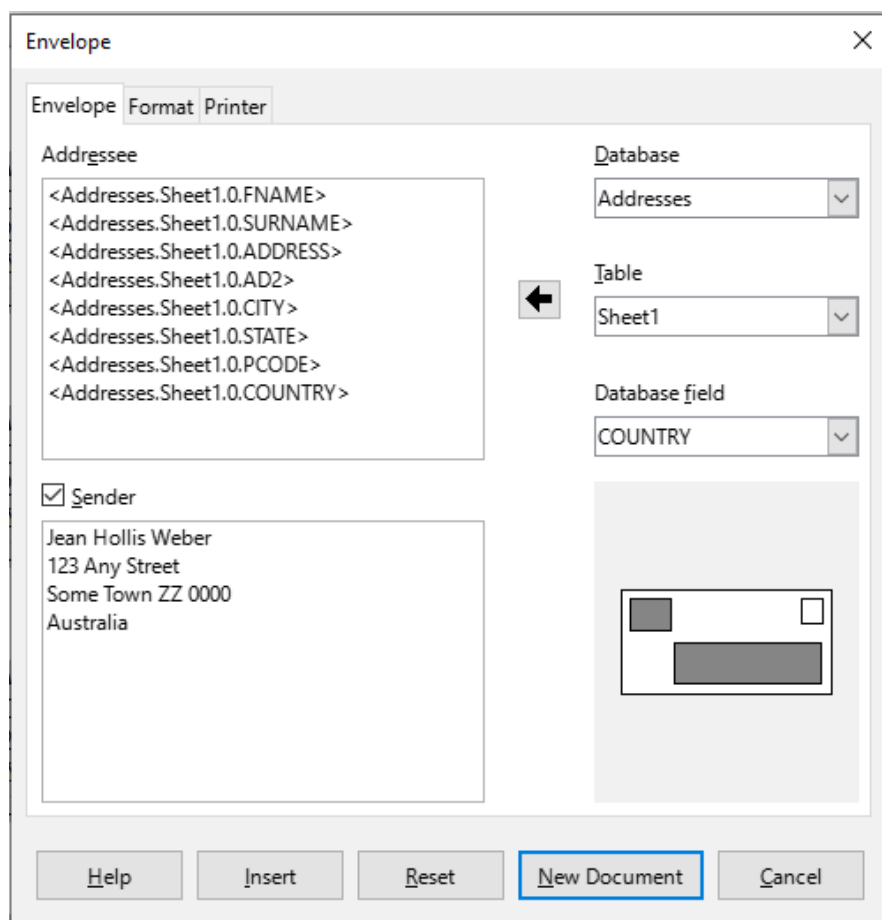 Envelope
Envelope Format Printer
Addressee
<Addresses.Sheet1.0.FNAME>
<Addresses.Sheet1.0.SURNAME>
<Addresses.Sheet1.0.ADDRESS>
<Addresses.Sheet1.0.AD2>
<Addresses.Sheet1.0.CITY>
<Addresses.Sheet1.0.STATE>
<Addresses.Sheet1.0.PCODE>
<Addresses.Sheet1.0.COUNTRY>
Database
Addresses
Table
Sheet1
Database field
COUNTRY
Sender
Jean Hollis Weber
123 Any Street
Some Town ZZ 0000
Australia
Help Insert Reset New Document Cancel